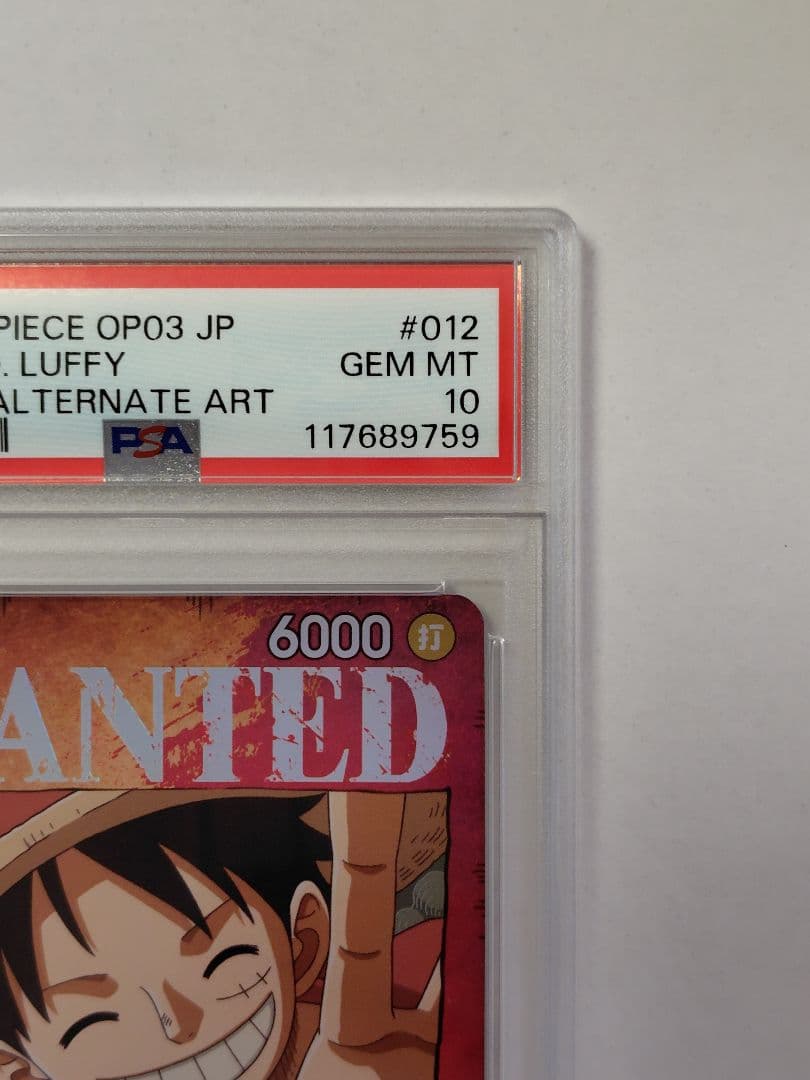 PIECE OP03 JP #012
. LUFFY GEM MT
ALTERNATE ART 10
PSA 117689759
6000 打
ANTED